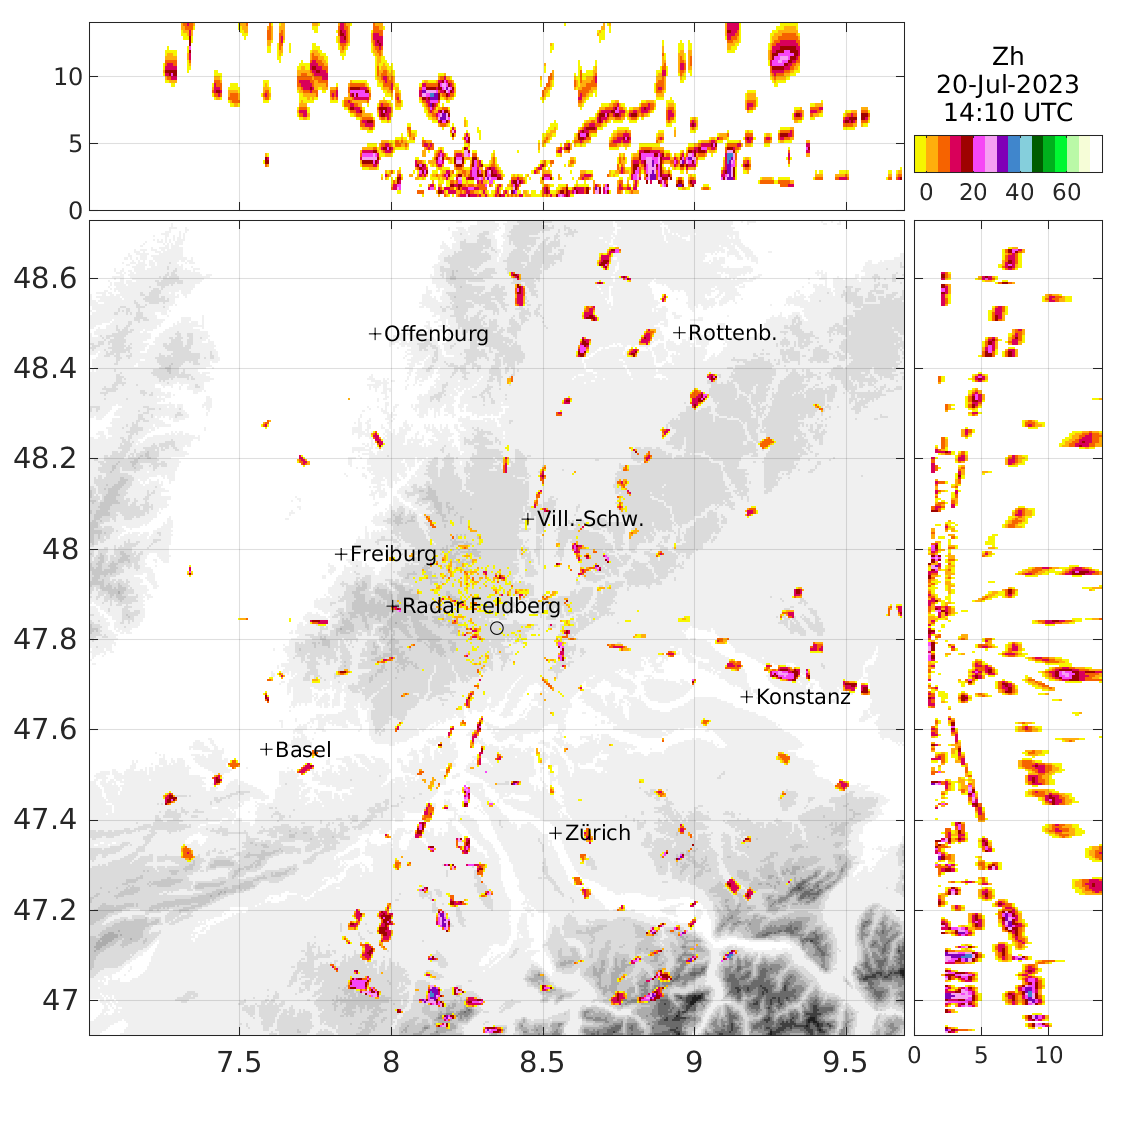 10
5
0
Zh
20-Jul-2023
14:10 UTC
0 20 40 60
48.6
48.4
48.2
48
47.8
47.6
47.4
47.2
47
+Offenburg
+Rottenb.
+Vill.-Schw.
+Freiburg
+Radar Feldberg
+Konstanz
+Basel
+Zürich
7.5 8 8.5 9 9.5
0 5 10